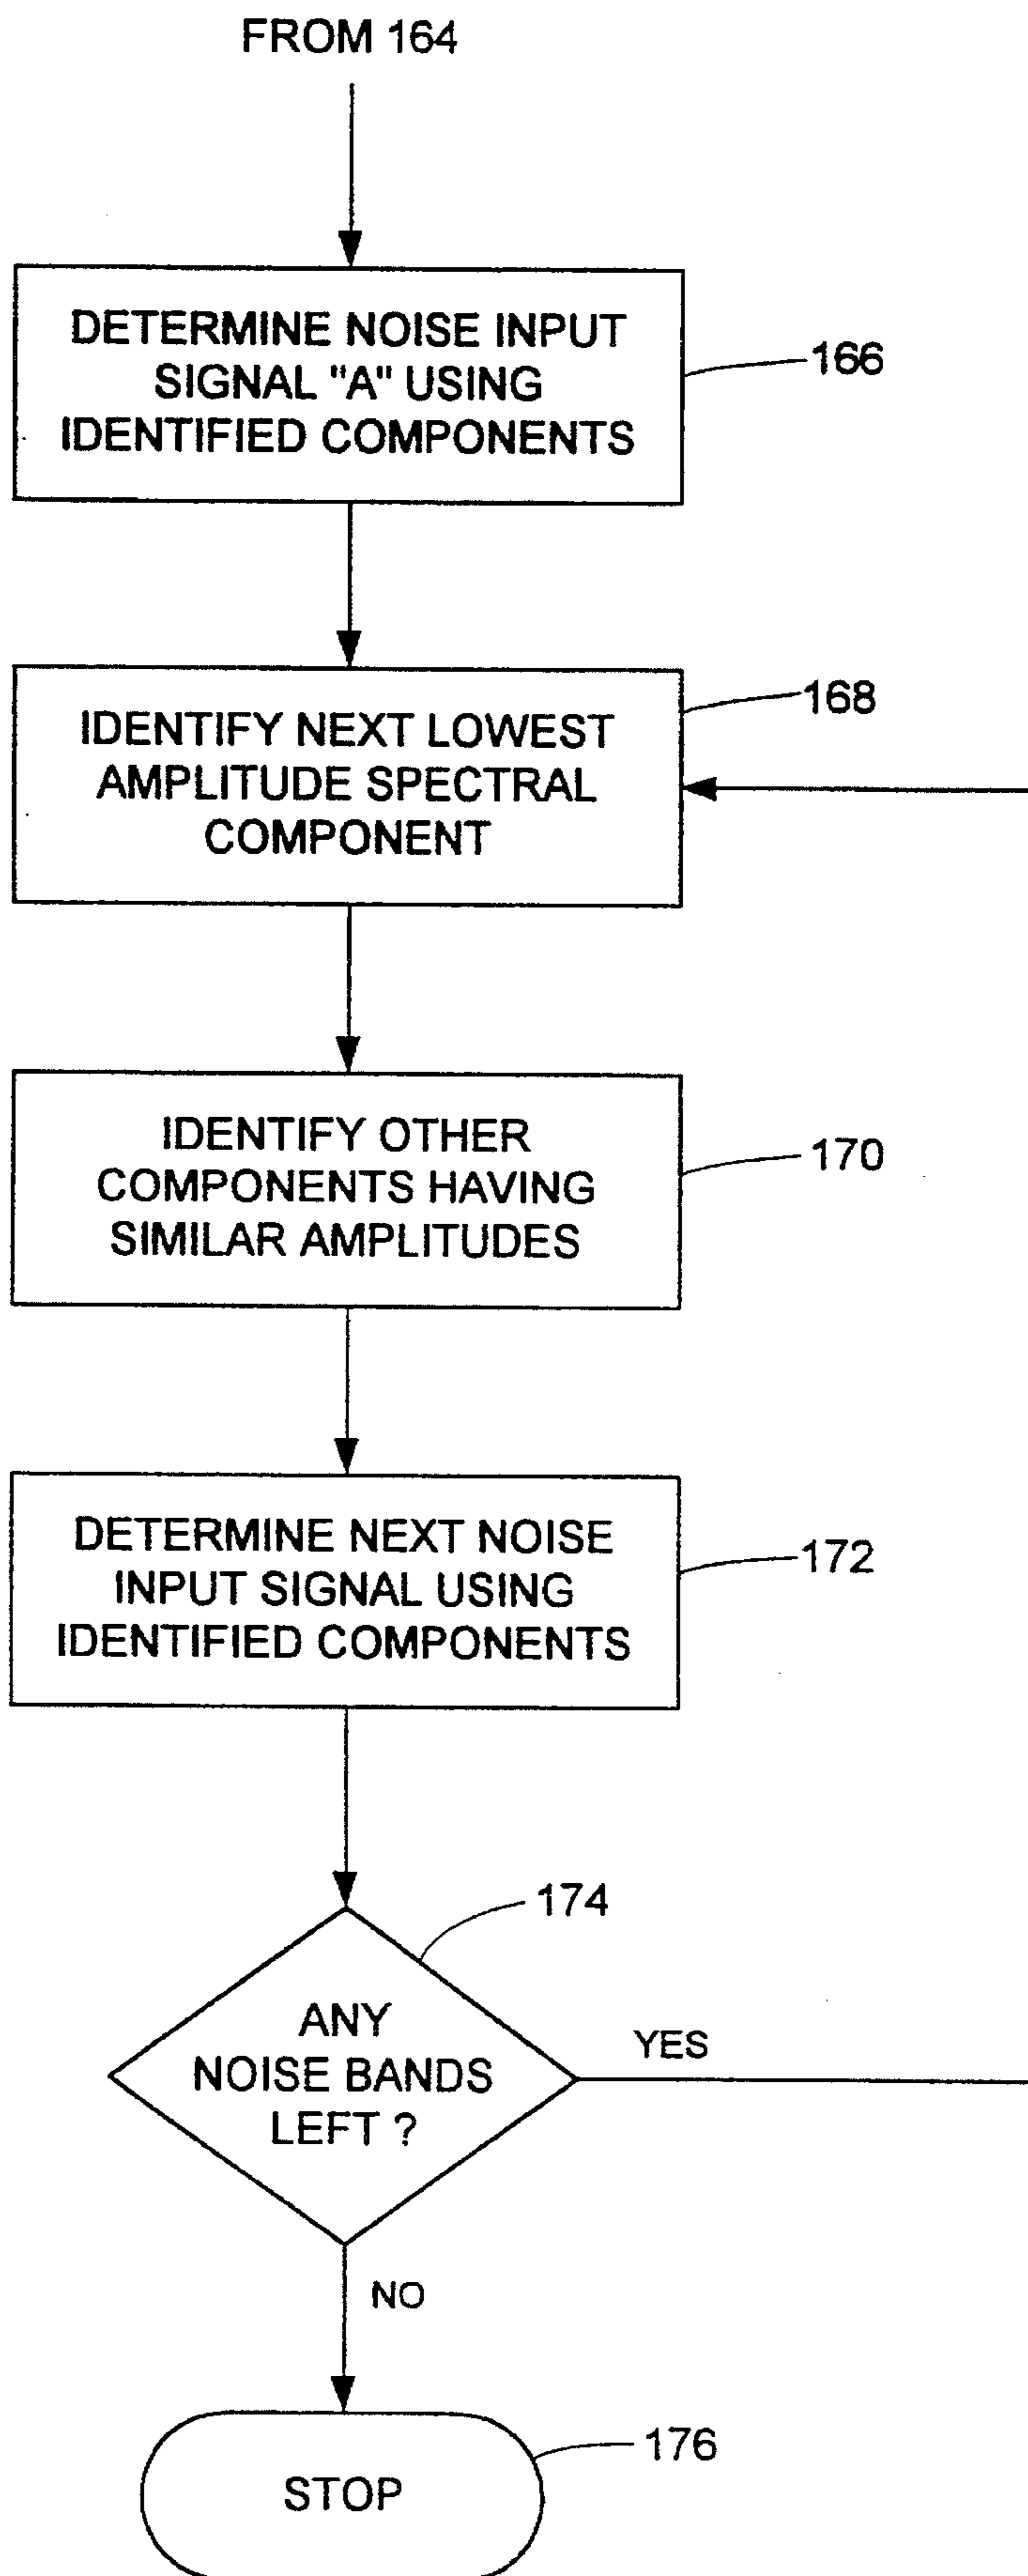 FROM 164
DETERMINE NOISE INPUT
SIGNAL "A" USING
IDENTIFIED COMPONENTS
166
IDENTIFY NEXT LOWEST
AMPLITUDE SPECTRAL
COMPONENT
168
IDENTIFY OTHER
COMPONENTS HAVING
SIMILAR AMPLITUDES
170
DETERMINE NEXT NOISE
INPUT SIGNAL USING
IDENTIFIED COMPONENTS
172
174
ANY
NOISE BANDS
LEFT ?
YES
NO
STOP
176